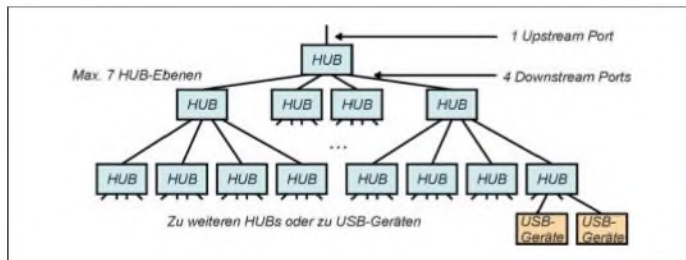 1 Upstream Port
HUB
Max. 7 HUB-Ebenen
4 Downstream Ports
HUB HUB HUB HUB
...
HUB HUB HUB HUB HUB HUB HUB HUB
Zu weiteren HUBs oder zu USB-Geräten
USB- USB-
Geräte Geräte